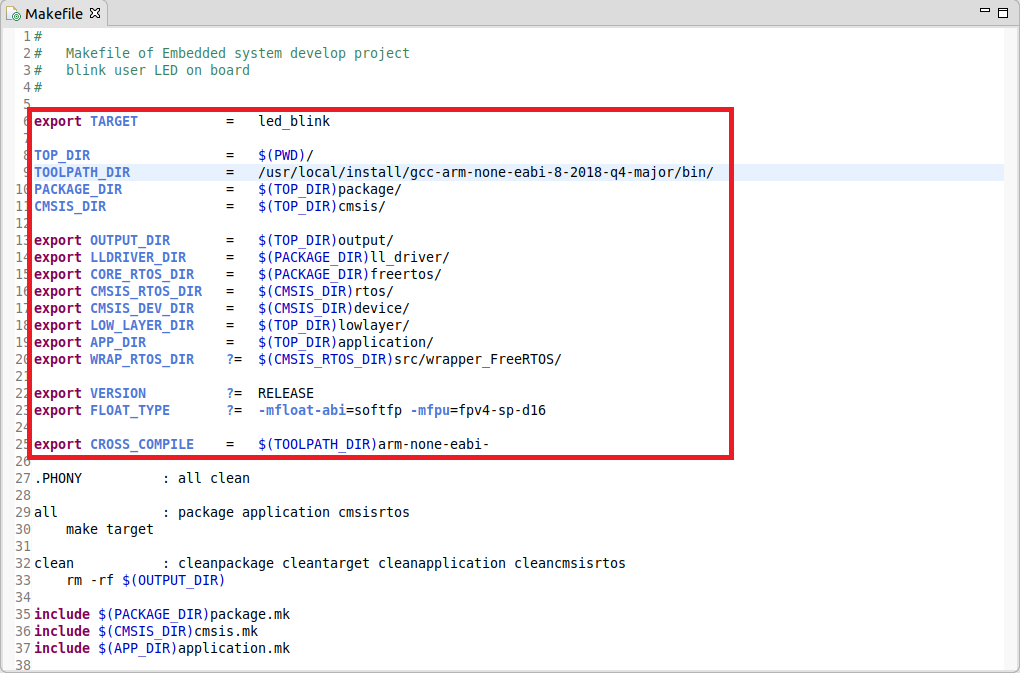 Makefile
1 #
2 #   Makefile of Embedded system develop project
3 #   blink user LED on board
4 #
5
6 export TARGET           =   led_blink
7
8 TOP_DIR                 =   $(PWD)/
9 TOOLPATH_DIR            =   /usr/local/install/gcc-arm-none-eabi-8-2018-q4-major/bin/
10 PACKAGE_DIR             =   $(TOP_DIR)package/
11 CMSIS_DIR               =   $(TOP_DIR)cmsis/
12
13 export OUTPUT_DIR       =   $(TOP_DIR)output/
14 export LLDRIVER_DIR     =   $(PACKAGE_DIR)ll_driver/
15 export CORE_RTOS_DIR    =   $(PACKAGE_DIR)freertos/
16 export CMSIS_RTOS_DIR   =   $(CMSIS_DIR)rtos/
17 export CMSIS_DEV_DIR    =   $(CMSIS_DIR)device/
18 export LOW_LAYER_DIR    =   $(TOP_DIR)lowlayer/
19 export APP_DIR          =   $(TOP_DIR)application/
20 export WRAP_RTOS_DIR    ?=  $(CMSIS_RTOS_DIR)src/wrapper_FreeRTOS/
21
22 export VERSION          ?=  RELEASE
23 export FLOAT_TYPE       ?=  -mfloat-abi=softfp -mfpu=fpv4-sp-d16
24
25 export CROSS_COMPILE    =   $(TOOLPATH_DIR)arm-none-eabi-
26
27 .PHONY          : all clean
28
29 all             : package application cmsisrtos
30     make target
31
32 clean           : cleanpackage cleantarget cleanapplication cleancmsisrtos
33     rm -rf $(OUTPUT_DIR)
34
35 include $(PACKAGE_DIR)package.mk
36 include $(CMSIS_DIR)cmsis.mk
37 include $(APP_DIR)application.mk
38